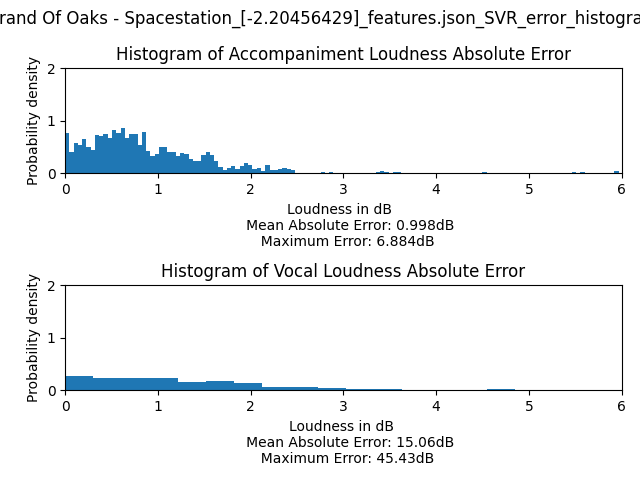 rand Of Oaks - Spacestation_[-2.20456429]_features.json_SVR_error_histogra
Histogram of Accompaniment Loudness Absolute Error
Probability density
2
1
0
0 1 2 3 4 5 6
Loudness in dB
Mean Absolute Error: 0.998dB
Maximum Error: 6.884dB
Histogram of Vocal Loudness Absolute Error
Probability density
2
1
0
0 1 2 3 4 5 6
Loudness in dB
Mean Absolute Error: 15.06dB
Maximum Error: 45.43dB